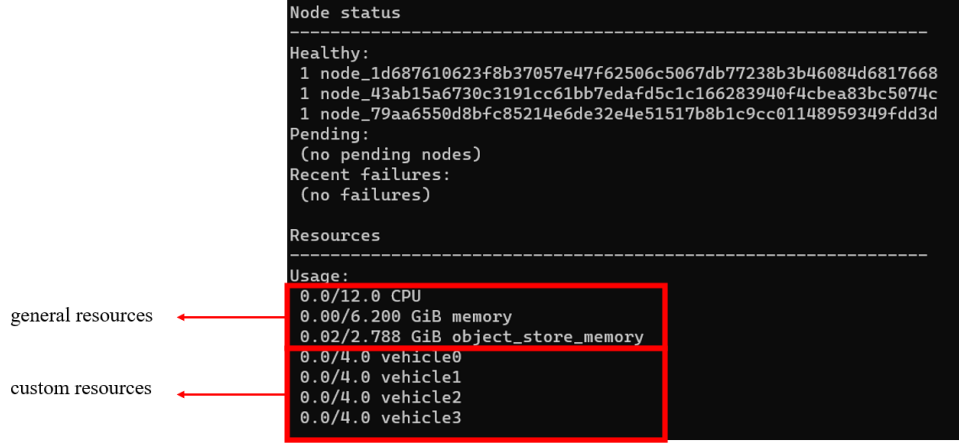 Node status
---------------------------------------------------------------
Healthy:
1 node_1d687610623f8b37057e47f62506c5067db77238b3b46084d6817668
1 node_43ab15a6730c3191cc61bb7edafd5c1c166283940f4cbea83bc5074c
1 node_79aa6550d8bfc85214e6de32e4e51517b8b1c9cc01148959349fdd3d
Pending:
(no pending nodes)
Recent failures:
(no failures)
Resources
---------------------------------------------------------------
Usage:
0.0/12.0 CPU
general resources
0.00/6.200 GiB memory
0.02/2.788 GiB object_store_memory
0.0/4.0 vehicle0
0.0/4.0 vehicle1
custom resources
0.0/4.0 vehicle2
0.0/4.0 vehicle3